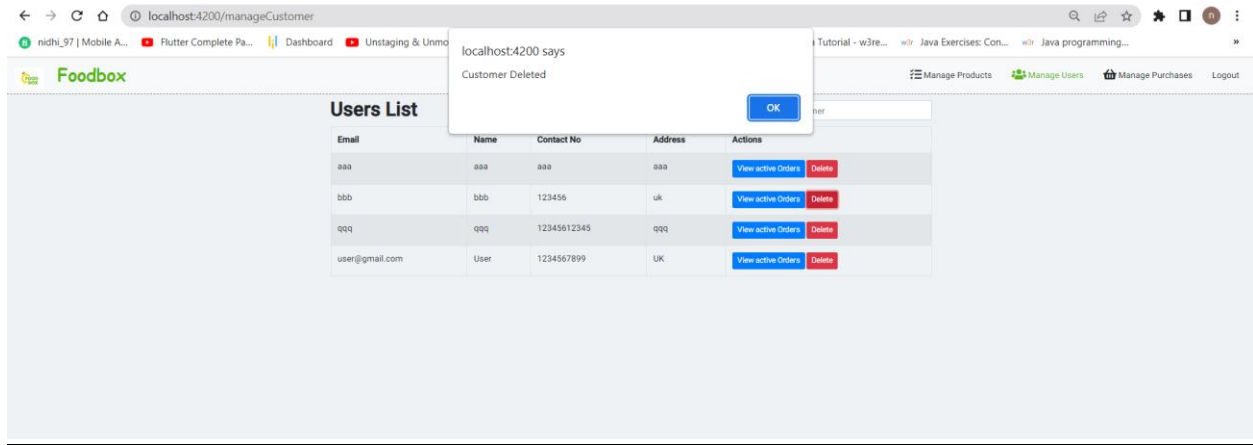 localhost:4200/manageCustomer
n
nidhi_97 | Mobile A... Flutter Complete Pa... Dashboard Unstaging & Unmo Tutorial - w3re... w3r Java Exercises: Con... w3r Java programming... »
localhost:4200 says
Customer Deleted
OK
Foodbox Manage Products Manage Users Manage Purchases Logout
Users List
Email Name Contact No Address Actions
aaa aaa aaa aaa View active Orders Delete
bbb bbb 123456 uk View active Orders Delete
qqq qqq 12345612345 qqq View active Orders Delete
user@gmail.com User 1234567899 UK View active Orders Delete